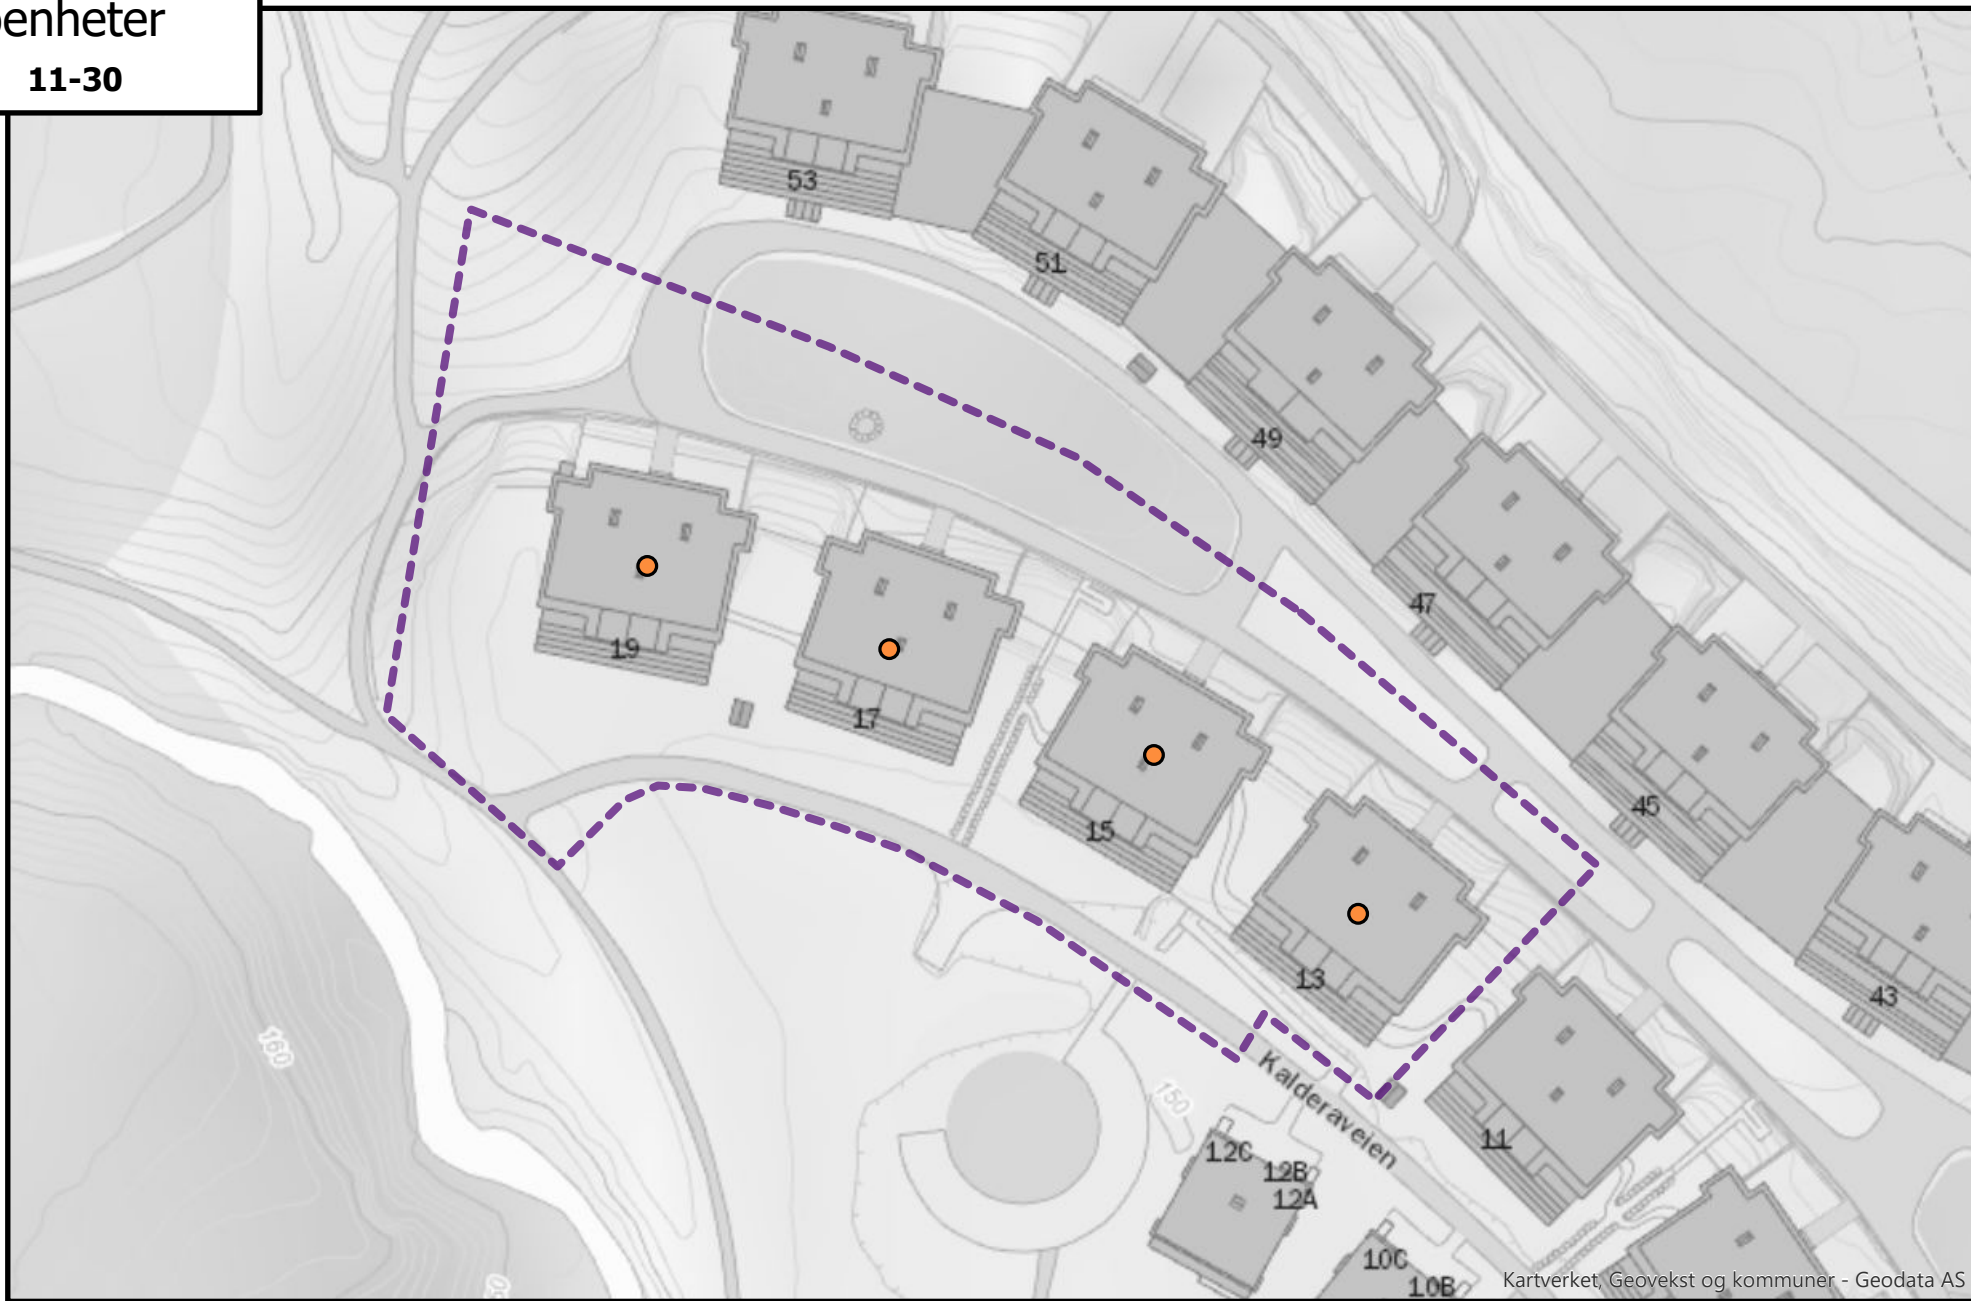 11-30
53
51
49
47
19
17
45
15
13
43
160
150
Kalderaveien
11
12C
12B
12A
10C
10B
Kartverket, Geovekst og kommuner - Geodata AS